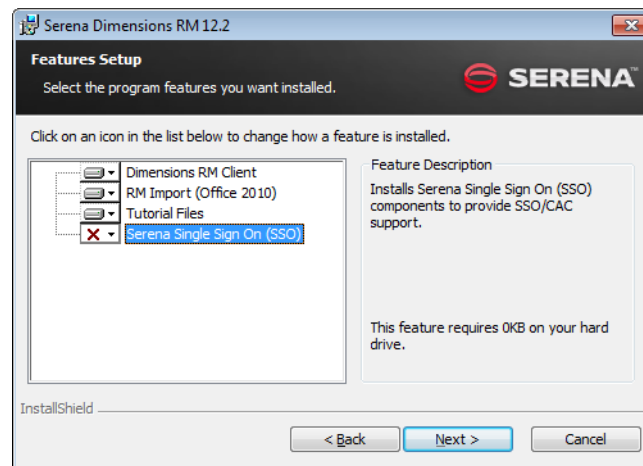 Serena Dimensions RM 12.2
Features Setup
Select the program features you want installed.
SERENA™
Click on an icon in the list below to change how a feature is installed.
Dimensions RM Client
RM Import (Office 2010)
Tutorial Files
Serena Single Sign On (SSO)
Feature Description
Installs Serena Single Sign On (SSO)
components to provide SSO/CAC
support.
This feature requires 0KB on your hard
drive.
InstallShield
< Back
Next >
Cancel